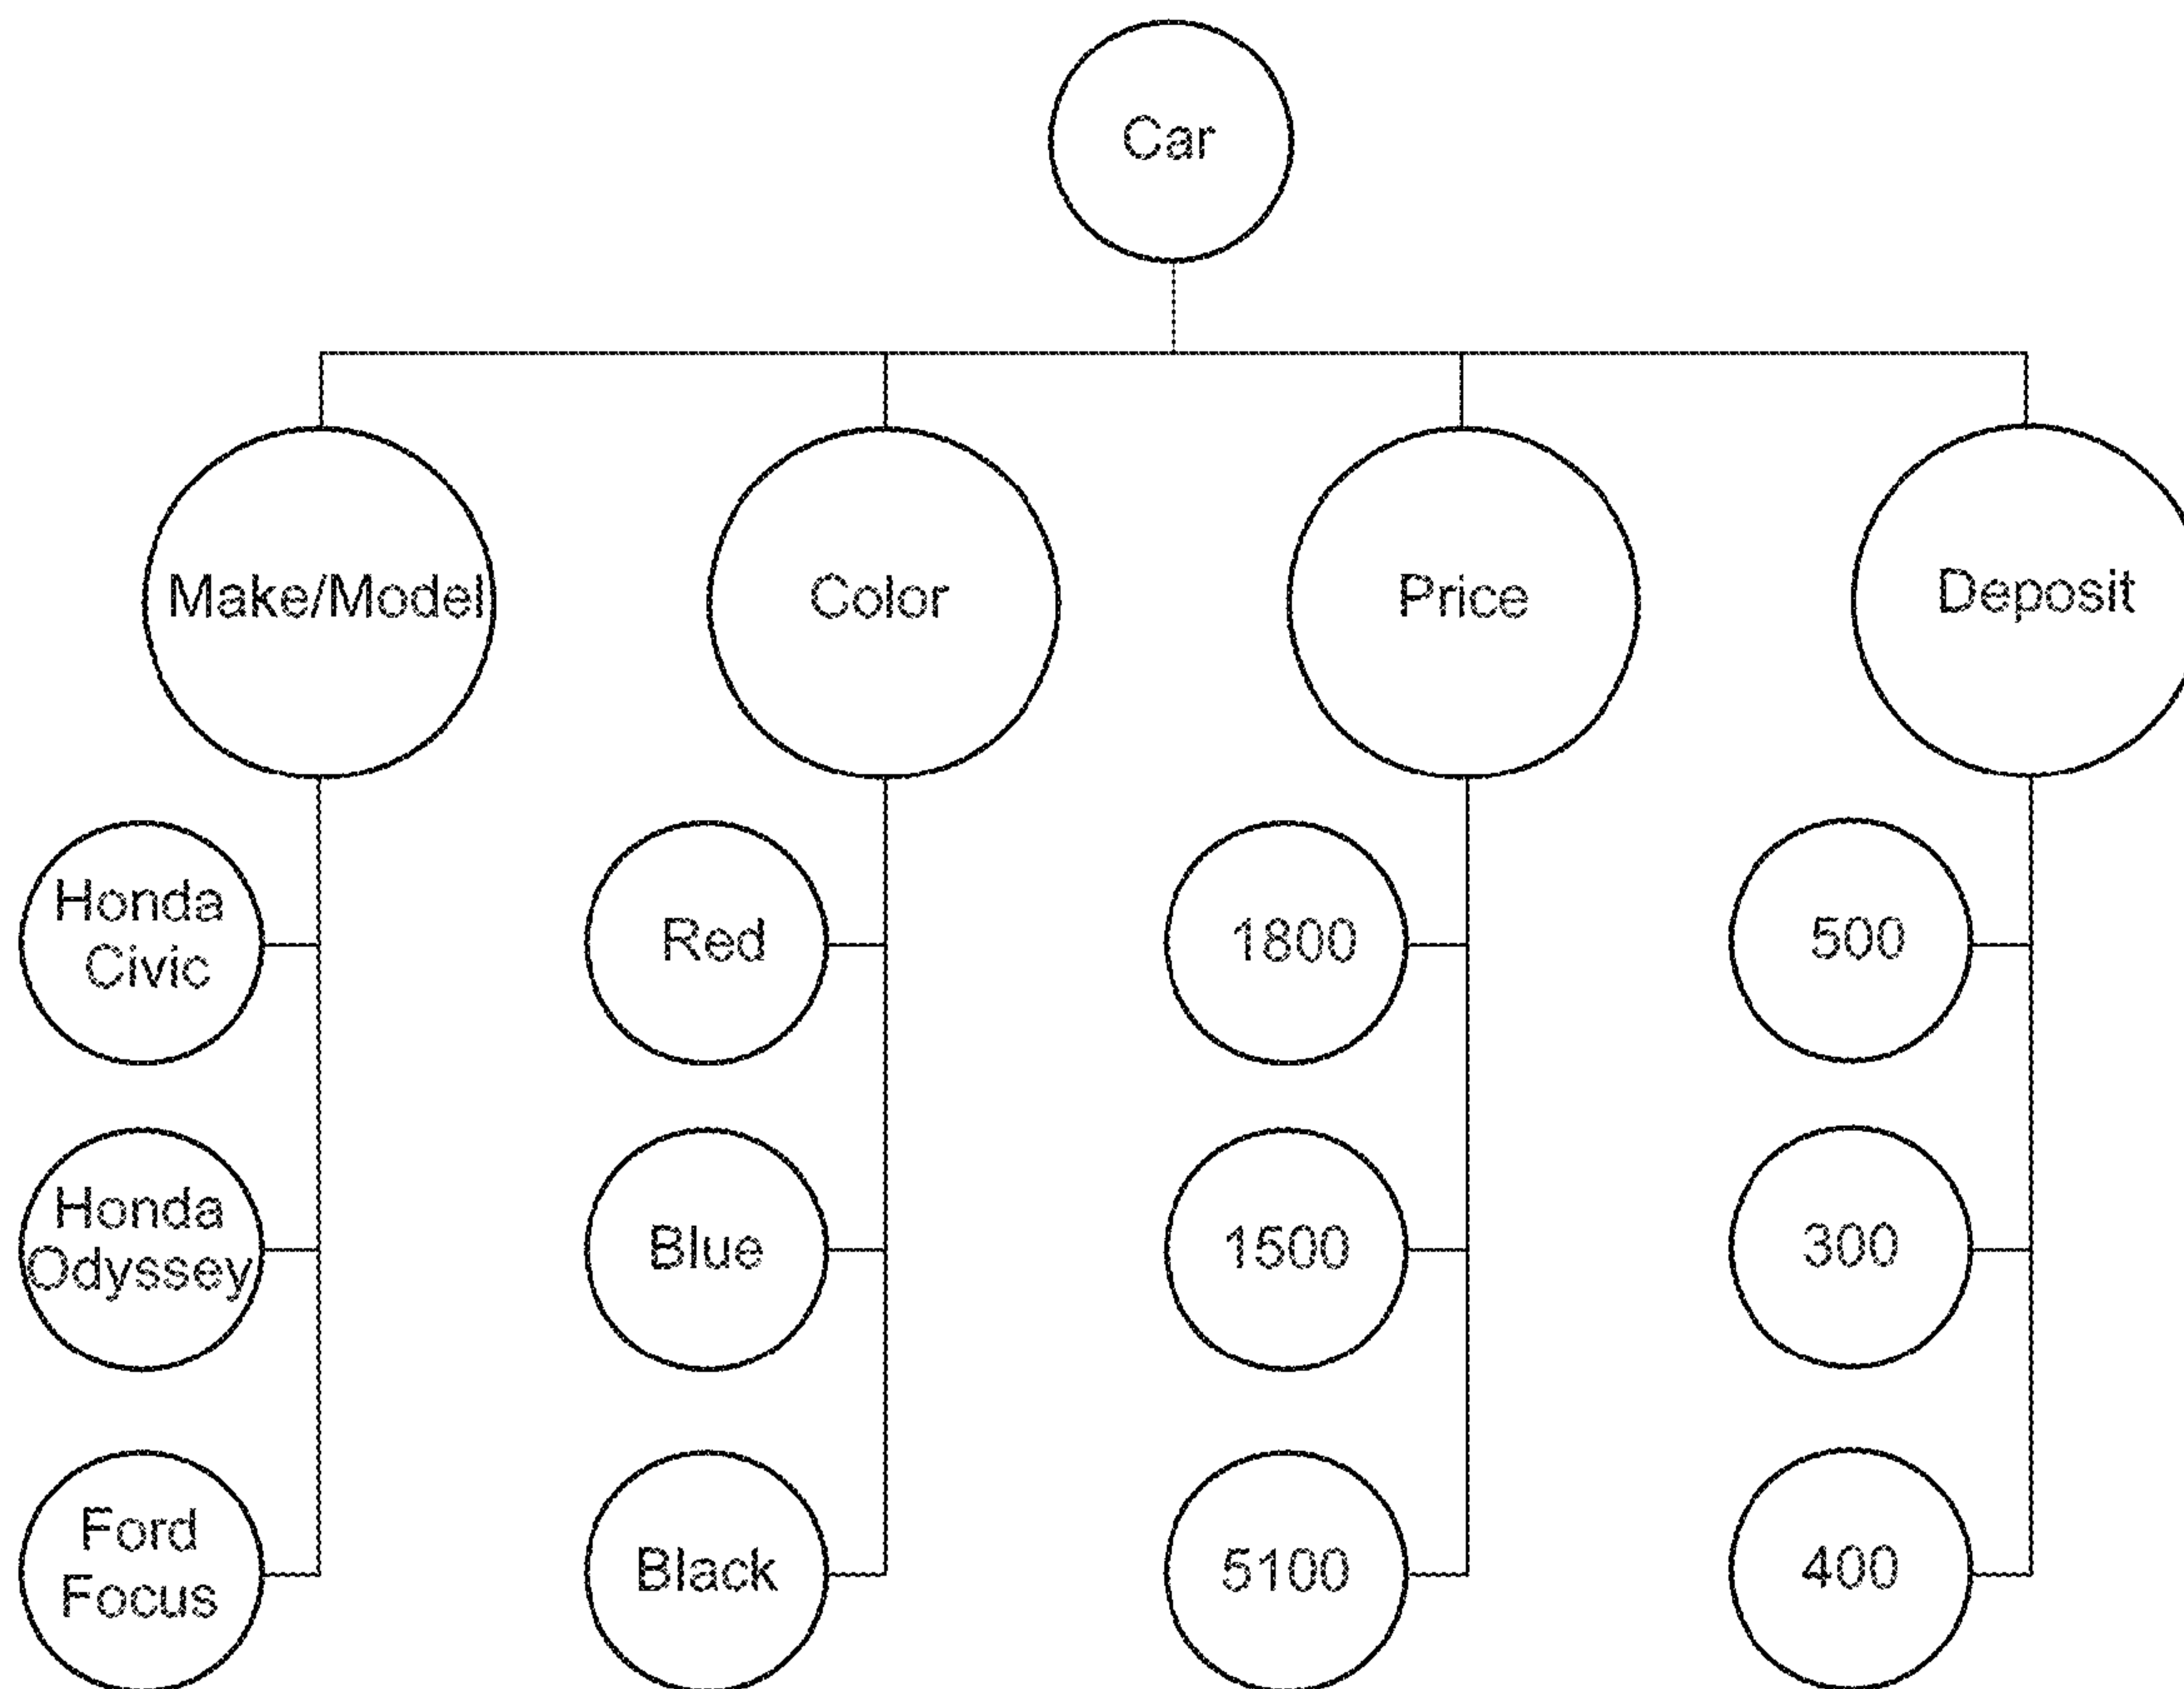 Car
Make/Model
Color
Price
Deposit
Honda
Civic
Red
1800
500
Honda
Odyssey
Blue
1500
300
Ford
Focus
Black
5100
400